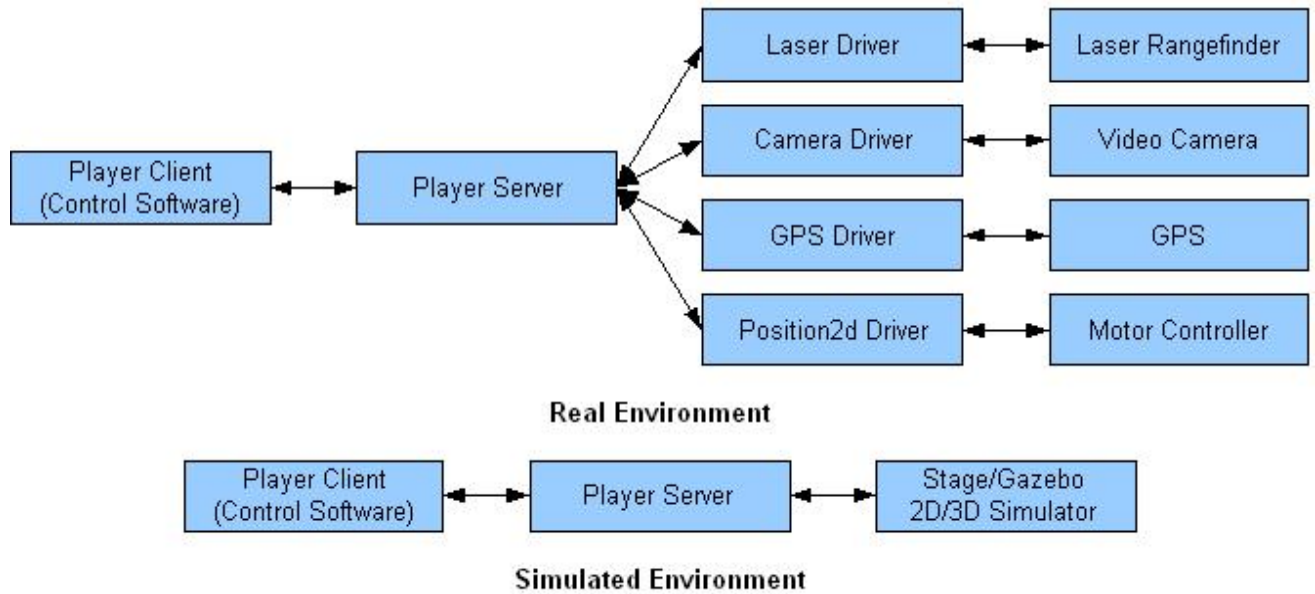 Laser Driver
Laser Rangefinder
Camera Driver
Video Camera
Player Client
(Control Software)
Player Server
GPS Driver
GPS
Position2d Driver
Motor Controller
Real Environment
Player Client
(Control Software)
Player Server
Stage/Gazebo
2D/3D Simulator
Simulated Environment